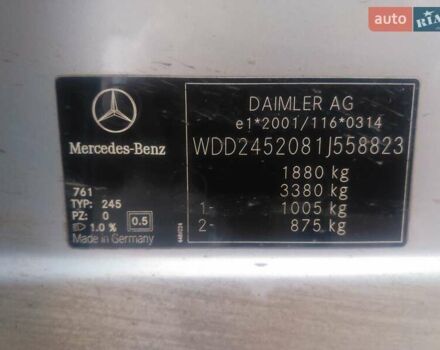 auto RIA
DAIMLER AG
e1*2001/116*0314
Mercedes-Benz
WDD2452081J558823
1880 kg
3380 kg
1- 1005 kg
2- 875 kg
761
TYP: 245
PZ: 0
1.0 % 0.5
Made in Germany